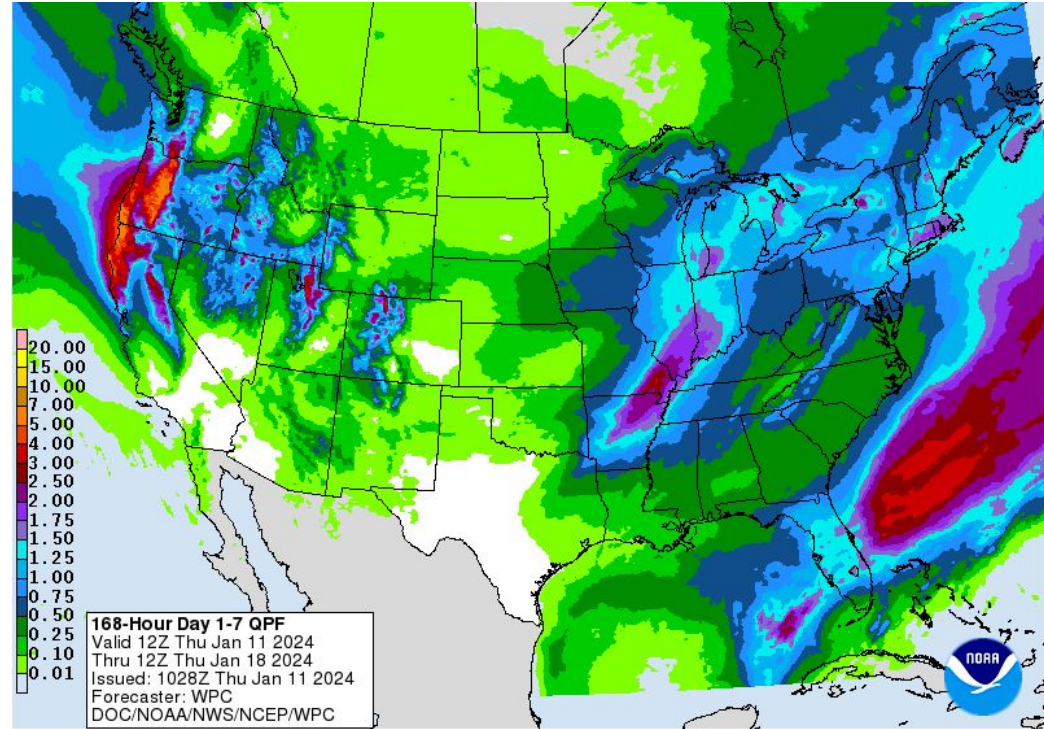 20.00
15.00
10.00
7.00
5.00
4.00
3.00
2.50
2.00
1.75
1.50
1.25
1.00
0.75
0.50
0.25
0.10
0.01
168-Hour Day 1-7 QPF
Valid 12Z Thu Jan 11 2024
Thru 12Z Thu Jan 18 2024
Issued: 1028Z Thu Jan 11 2024
Forecaster: WPC
DOC/NOAA/NWS/NCEP/WPC
NOAA